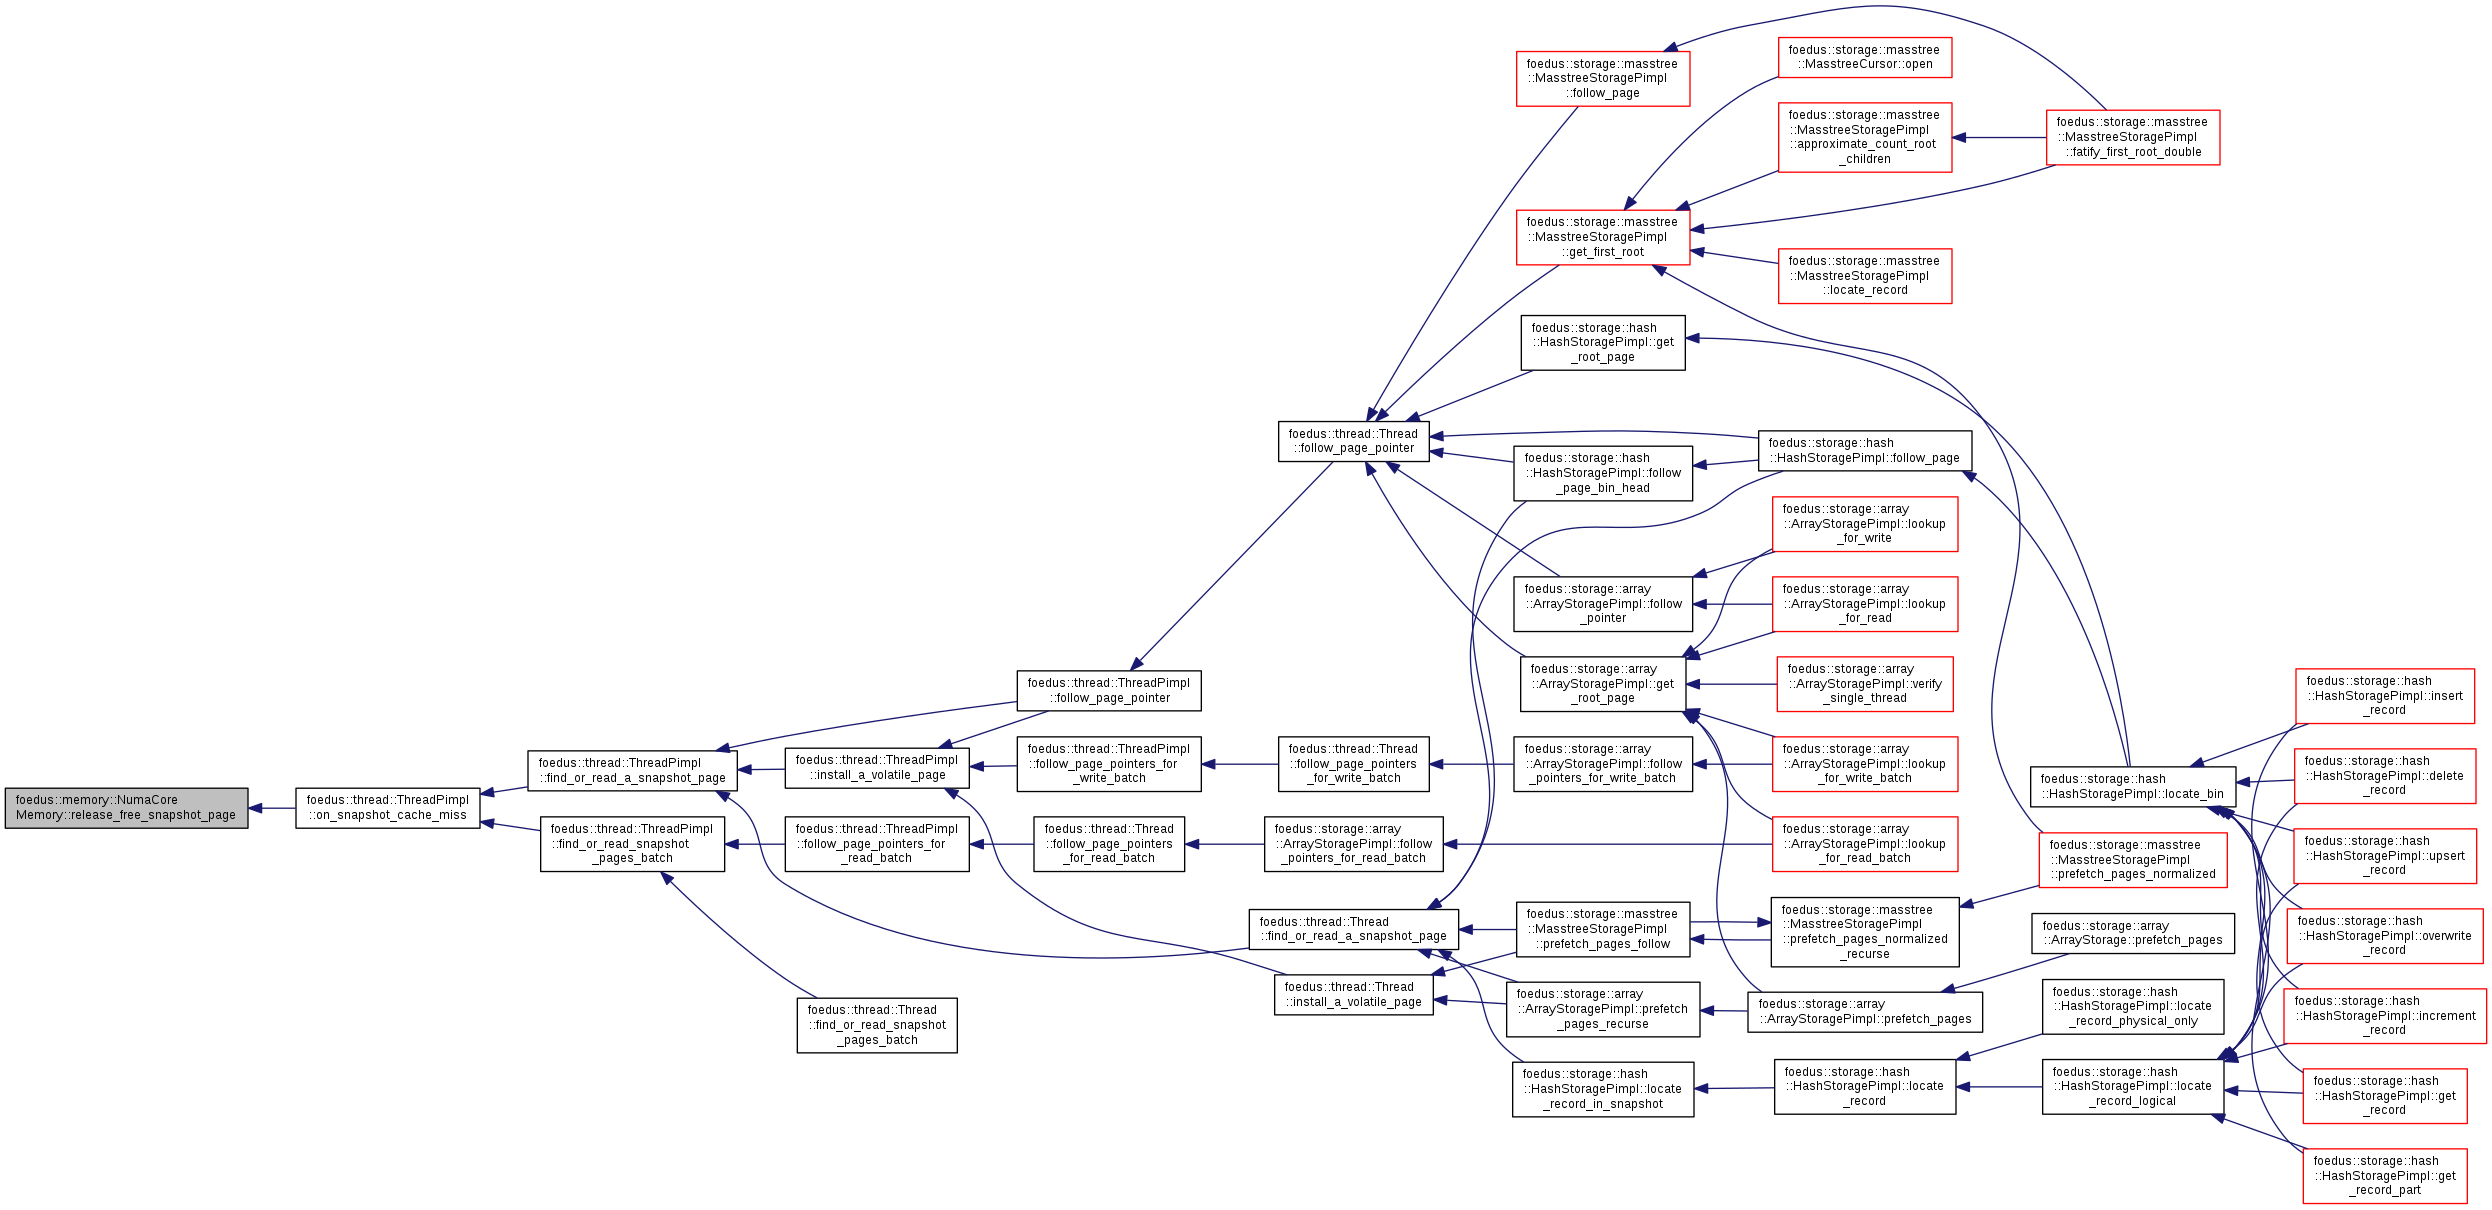 foedus::memory::NumaCore
Memory::release_free_snapshot_page
foedus::thread::ThreadPimpl
::on_snapshot_cache_miss
foedus::thread::ThreadPimpl
::find_or_read_a_snapshot_page
foedus::thread::ThreadPimpl
::find_or_read_snapshot
_pages_batch
foedus::thread::ThreadPimpl
::install_a_volatile_page
foedus::thread::ThreadPimpl
::follow_page_pointers_for
_read_batch
foedus::thread::Thread
::find_or_read_snapshot
_pages_batch
foedus::thread::ThreadPimpl
::follow_page_pointer
foedus::thread::ThreadPimpl
::follow_page_pointers_for
_write_batch
foedus::thread::Thread
::follow_page_pointers
_for_read_batch
foedus::thread::Thread
::follow_page_pointer
foedus::thread::Thread
::follow_page_pointers
_for_write_batch
foedus::storage::array
::ArrayStoragePimpl::follow
_pointers_for_read_batch
foedus::thread::Thread
::find_or_read_a_snapshot_page
foedus::thread::Thread
::install_a_volatile_page
foedus::storage::masstree
::MasstreeStoragePimpl
::follow_page
foedus::storage::masstree
::MasstreeStoragePimpl
::get_first_root
foedus::storage::hash
::HashStoragePimpl::get
_root_page
foedus::storage::hash
::HashStoragePimpl::follow
_page_bin_head
foedus::storage::array
::ArrayStoragePimpl::follow
_pointer
foedus::storage::array
::ArrayStoragePimpl::get
_root_page
foedus::storage::array
::ArrayStoragePimpl::follow
_pointers_for_write_batch
foedus::storage::masstree
::MasstreeStoragePimpl
::prefetch_pages_follow
foedus::storage::array
::ArrayStoragePimpl::prefetch
_pages_recurse
foedus::storage::hash
::HashStoragePimpl::locate
_record_in_snapshot
foedus::storage::masstree
::MasstreeCursor::open
foedus::storage::masstree
::MasstreeStoragePimpl
::approximate_count_root
_children
foedus::storage::masstree
::MasstreeStoragePimpl
::locate_record
foedus::storage::hash
::HashStoragePimpl::follow_page
foedus::storage::array
::ArrayStoragePimpl::lookup
_for_write
foedus::storage::array
::ArrayStoragePimpl::lookup
_for_read
foedus::storage::array
::ArrayStoragePimpl::verify
_single_thread
foedus::storage::array
::ArrayStoragePimpl::lookup
_for_write_batch
foedus::storage::array
::ArrayStoragePimpl::lookup
_for_read_batch
foedus::storage::masstree
::MasstreeStoragePimpl
::prefetch_pages_normalized
_recurse
foedus::storage::array
::ArrayStoragePimpl::prefetch_pages
foedus::storage::hash
::HashStoragePimpl::locate
_record
foedus::storage::masstree
::MasstreeStoragePimpl
::fatify_first_root_double
foedus::storage::hash
::HashStoragePimpl::locate_bin
foedus::storage::masstree
::MasstreeStoragePimpl
::prefetch_pages_normalized
foedus::storage::array
::ArrayStorage::prefetch_pages
foedus::storage::hash
::HashStoragePimpl::locate
_record_physical_only
foedus::storage::hash
::HashStoragePimpl::locate
_record_logical
foedus::storage::hash
::HashStoragePimpl::insert
_record
foedus::storage::hash
::HashStoragePimpl::delete
_record
foedus::storage::hash
::HashStoragePimpl::upsert
_record
foedus::storage::hash
::HashStoragePimpl::overwrite
_record
foedus::storage::hash
::HashStoragePimpl::increment
_record
foedus::storage::hash
::HashStoragePimpl::get
_record
foedus::storage::hash
::HashStoragePimpl::get
_record_part